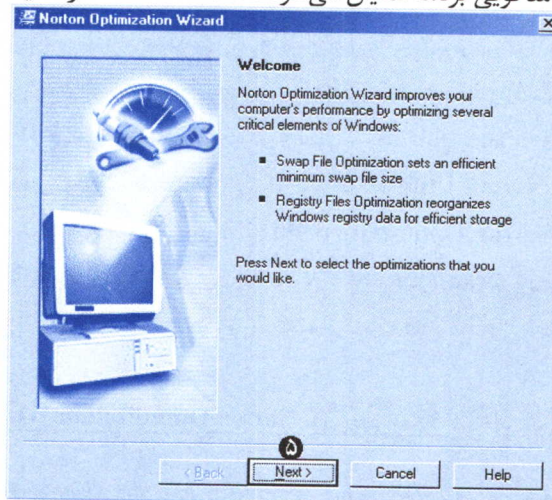 Norton Optimization Wizard
Welcome
Norton Optimization Wizard improves your
computer's performance by optimizing several
critical elements of Windows:
■ Swap File Optimization sets an efficient
minimum swap file size
■ Registry Files Optimization reorganizes
Windows registry data for efficient storage
Press Next to select the optimizations that you
would like.
۵
< Back
Next >
Cancel
Help